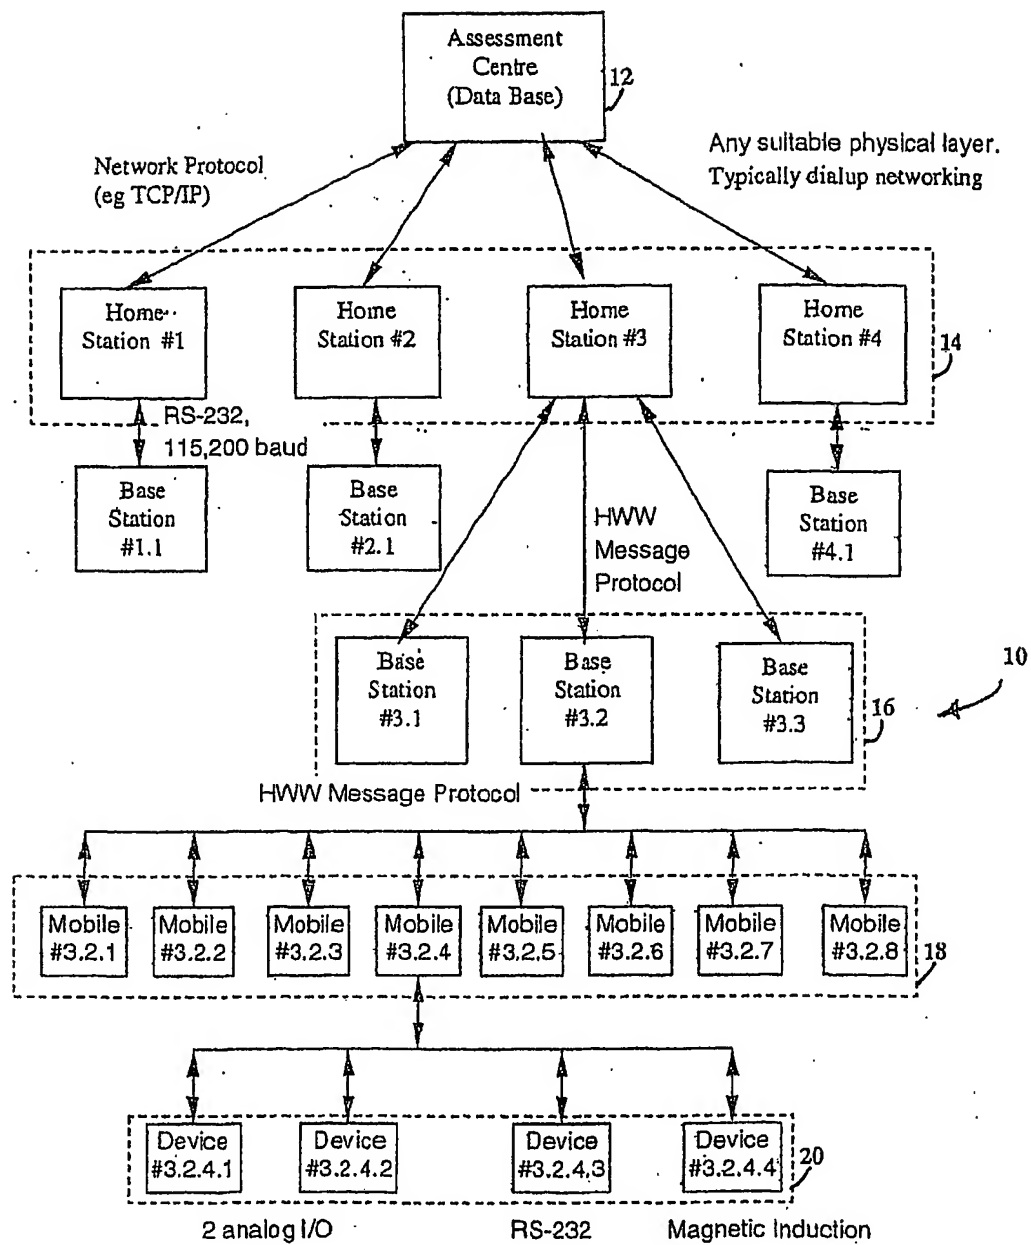 Assessment
Centre
(Data Base)
12
Network Protocol
(eg TCP/IP)
Any suitable physical layer.
Typically dialup networking
Home
Station #1
Home
Station #2
Home
Station #3
Home
Station #4
14
RS-232,
115,200 baud
Base
Station
#1.1
Base
Station
#2.1
HWW
Message
Protocol
Base
Station
#4.1
Base
Station
#3.1
Base
Station
#3.2
Base
Station
#3.3
16
10
HWW Message Protocol
Mobile
#3.2.1
Mobile
#3.2.2
Mobile
#3.2.3
Mobile
#3.2.4
Mobile
#3.2.5
Mobile
#3.2.6
Mobile
#3.2.7
Mobile
#3.2.8
18
Device
#3.2.4.1
Device
#3.2.4.2
Device
#3.2.4.3
Device
#3.2.4.4
20
2 analog I/O
RS-232
Magnetic Induction